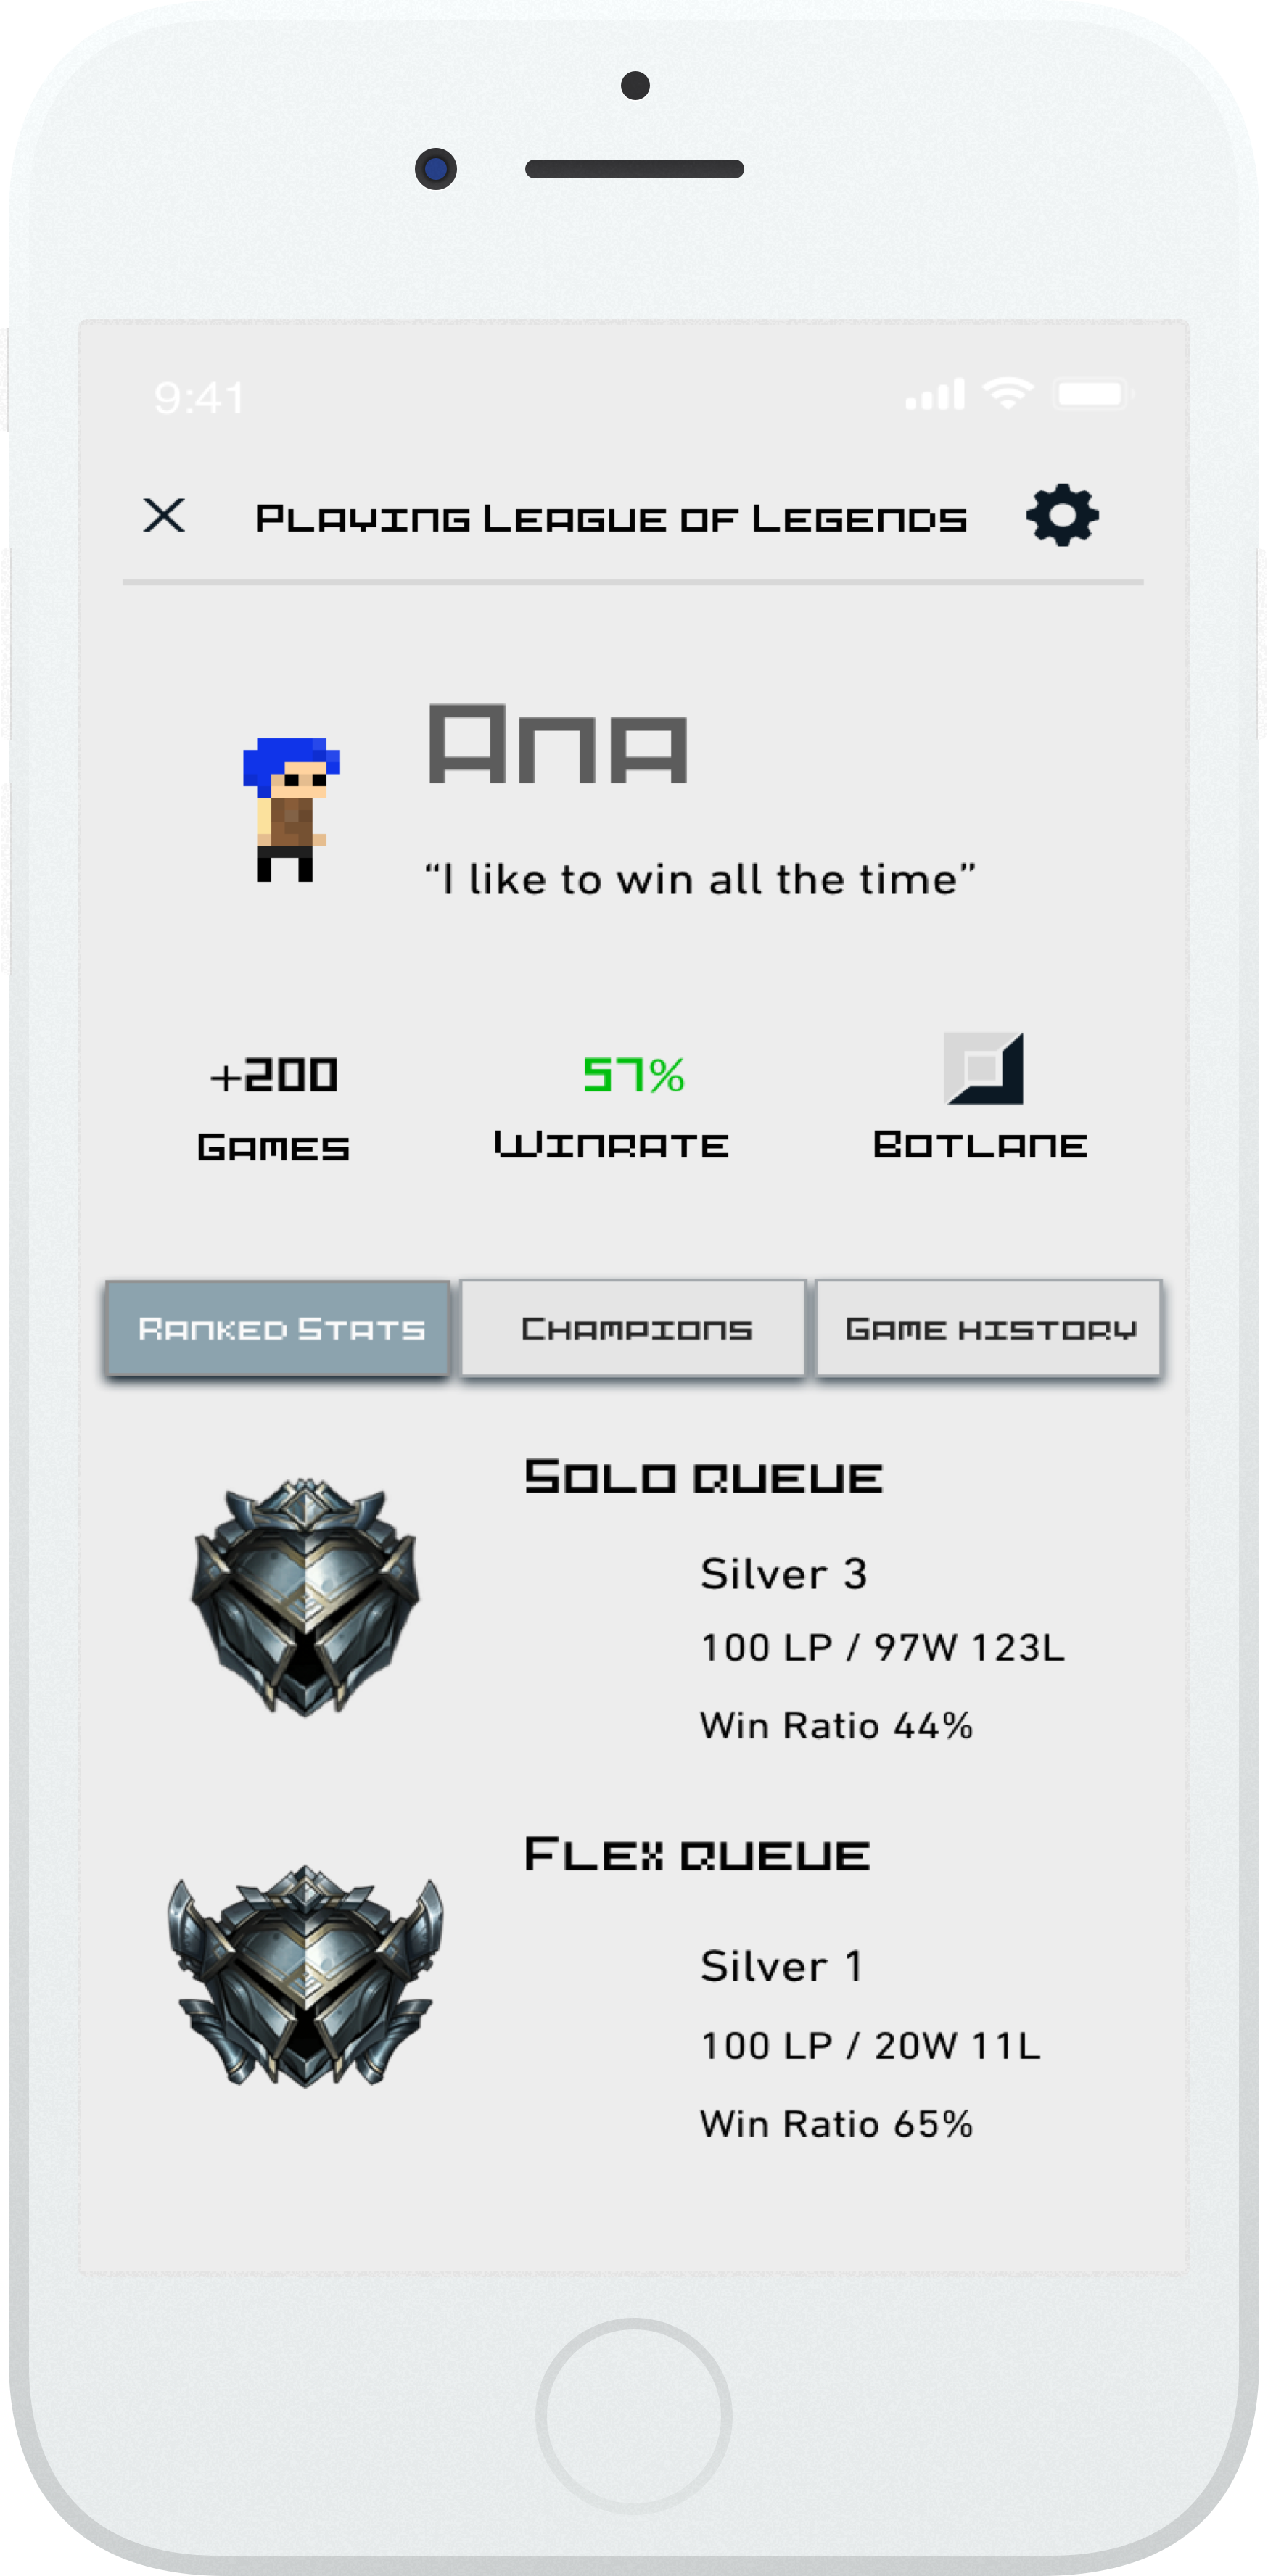 9:41
Playing League of Legends
Ana
“I like to win all the time”
+200
Games
57%
Winrate
Botlane
Ranked Stats
Champions
Game history
Solo queue
Silver 3
100 LP / 97W 123L
Win Ratio 44%
Flex queue
Silver 1
100 LP / 20W 11L
Win Ratio 65%